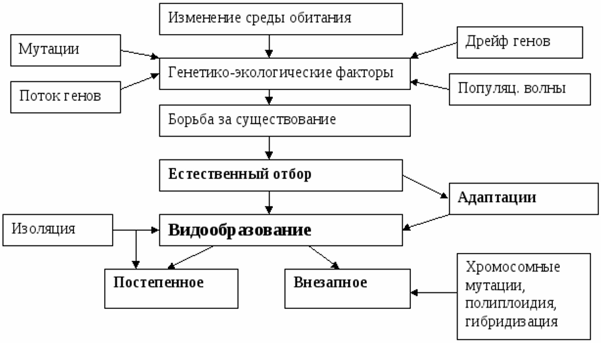 Изменение среды обитания
Мутации
Дрейф генов
Генетико-экологические факторы
Поток генов
Популяц. волны
Борьба за существование
Естественный отбор
Адаптации
Изоляция
Видообразование
Постепенное
Внезапное
Хромосомные
мутации,
полиплоидия,
гибридизация